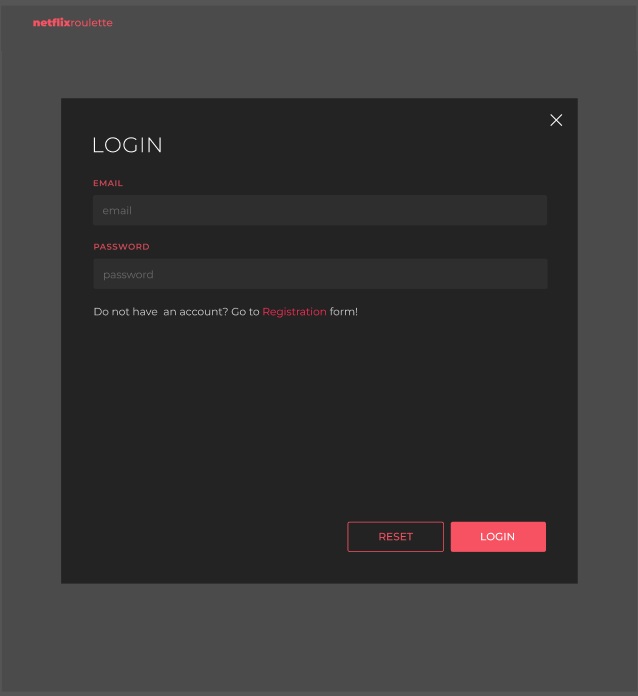 netflixroulette
LOGIN
EMAIL
email
PASSWORD
password
Do not have  an account? Go to Registration form!
RESET
LOGIN